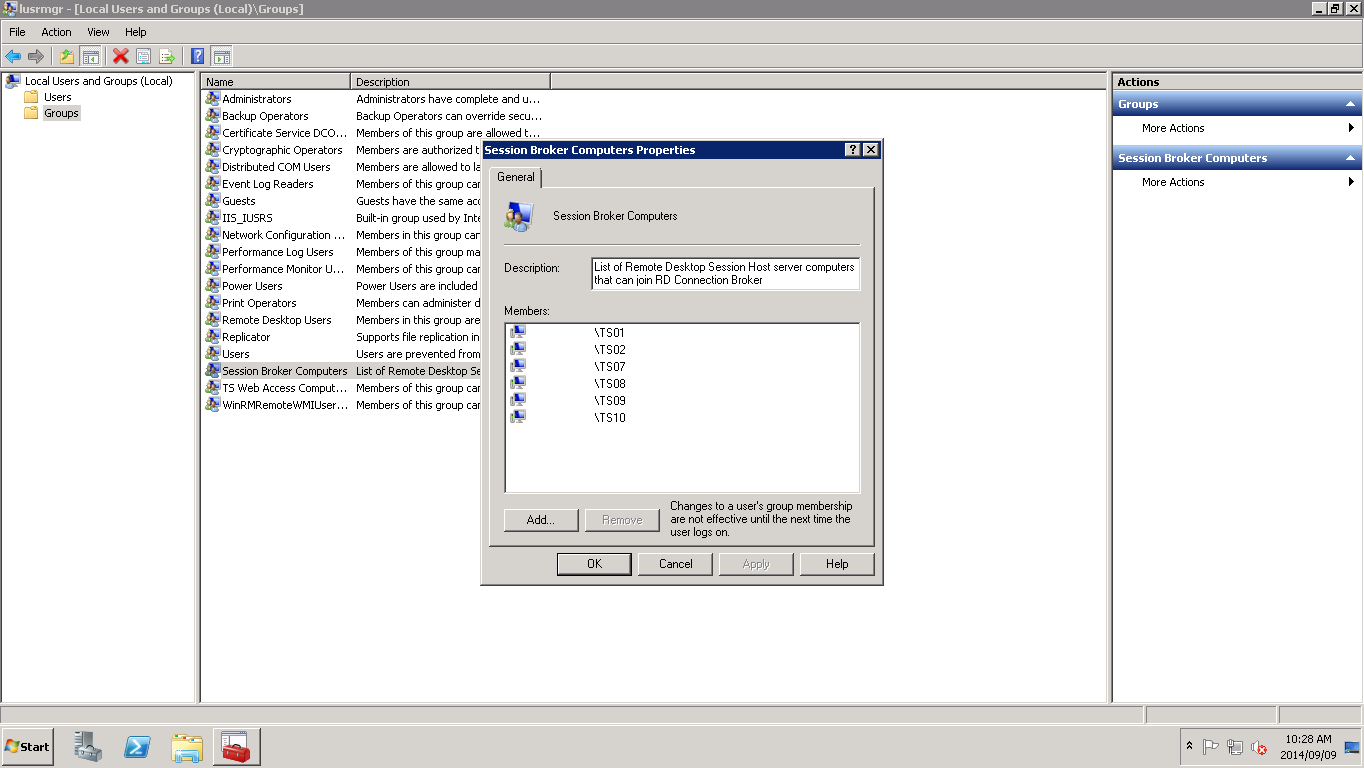 lusrmgr - [Local Users and Groups (Local)\Groups]
File Action View Help
Local Users and Groups (Local)
Users
Groups
Name Description
Administrators Administrators have complete and u...
Backup Operators Backup Operators can override secu...
Certificate Service DCO... Members of this group are allowed t...
Cryptographic Operators Members are authorized t
Distributed COM Users Members are allowed to la
Event Log Readers Members of this group car
Guests Guests have the same acc
IIS_IUSRS Built-in group used by Inte
Network Configuration ... Members in this group can
Performance Log Users Members of this group ma
Performance Monitor U... Members of this group car
Power Users Power Users are included
Print Operators Members can administer d
Remote Desktop Users Members in this group are
Replicator Supports file replication in
Users Users are prevented from
Session Broker Computers List of Remote Desktop Se
TS Web Access Comput... Members of this group car
WinRMRemoteWMIUser... Members of this group car
Session Broker Computers Properties
General
Session Broker Computers
Description:
List of Remote Desktop Session Host server computers
that can join RD Connection Broker
Members:
\TS01
\TS02
\TS07
\TS08
\TS09
\TS10
Add... Remove
Changes to a user's group membership
are not effective until the next time the
user logs on.
OK Cancel Apply Help
Actions
Groups
More Actions
Session Broker Computers
More Actions
Start
10:28 AM
2014/09/09